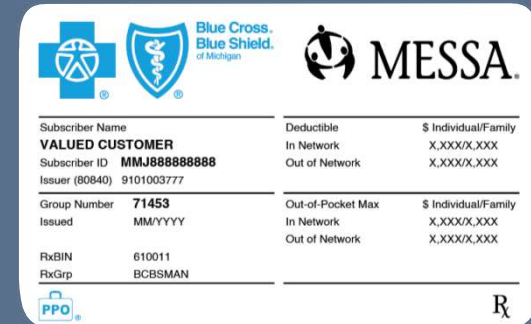 Blue Cross.
Blue Shield.
of Michigan
MESSA.
Subscriber Name
VALUED CUSTOMER
Subscriber ID MMJ888888888
Issuer (80840) 9101003777
Group Number 71453
Issued MM/YYYY
RxBIN 610011
RxGrp BCBSMAN
Deductible $ Individual/Family
In Network X,XXX/X,XXX
Out of Network X,XXX/X,XXX
Out-of-Pocket Max $ Individual/Family
In Network X,XXX/X,XXX
Out of Network X,XXX/X,XXX
PPO ®
℞